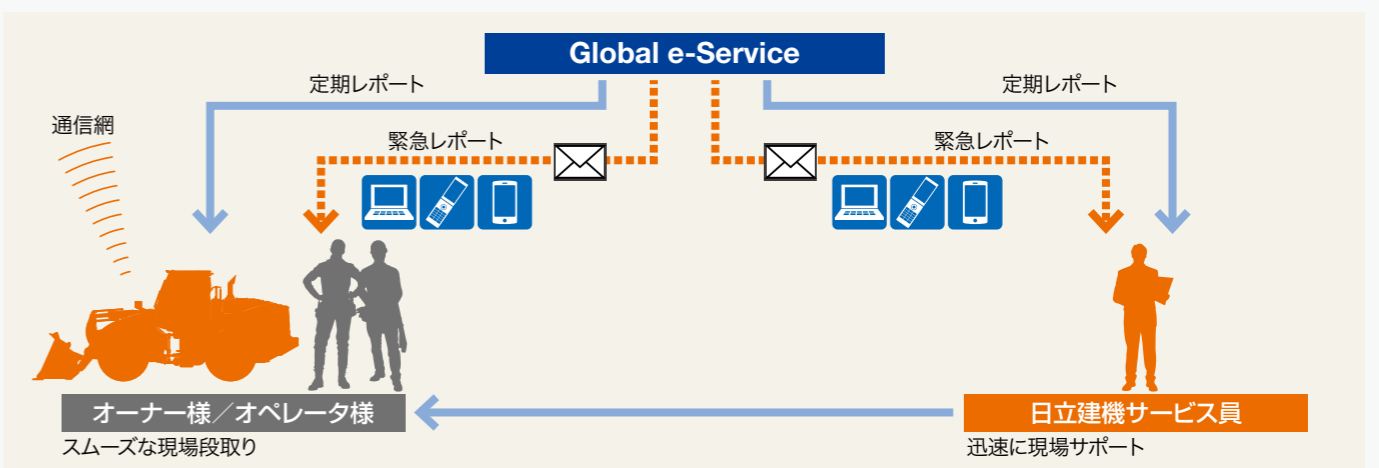 Global e-Service
定期レポート
定期レポート
通信網
緊急レポート
緊急レポート
オーナー様／オペレータ様
日立建機サービス員
スムーズな現場段取り
迅速に現場サポート